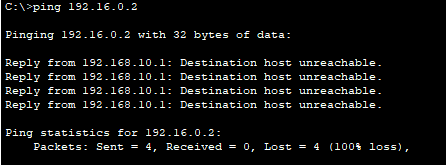 C:\>ping 192.16.0.2
Pinging 192.16.0.2 with 32 bytes of data:
Reply from 192.168.10.1: Destination host unreachable.
Reply from 192.168.10.1: Destination host unreachable.
Reply from 192.168.10.1: Destination host unreachable.
Reply from 192.168.10.1: Destination host unreachable.
Ping statistics for 192.16.0.2:
    Packets: Sent = 4, Received = 0, Lost = 4 (100% loss),